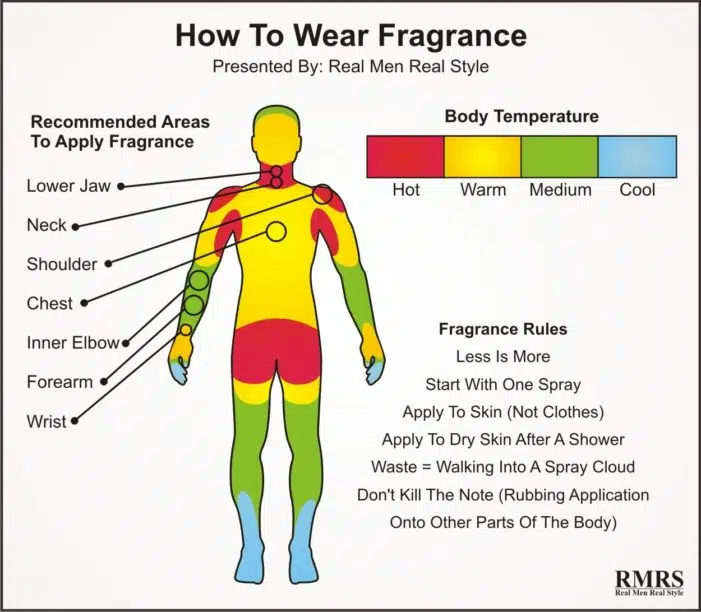 How To Wear Fragrance
Presented By: Real Men Real Style
Recommended Areas
To Apply Fragrance
Lower Jaw
Neck
Shoulder
Chest
Inner Elbow
Forearm
Wrist
Body Temperature
Hot
Warm
Medium
Cool
Fragrance Rules
Less Is More
Start With One Spray
Apply To Skin (Not Clothes)
Apply To Dry Skin After A Shower
Waste = Walking Into A Spray Cloud
Don't Kill The Note (Rubbing Application
Onto Other Parts Of The Body)
RMRS
Real Men Real Style